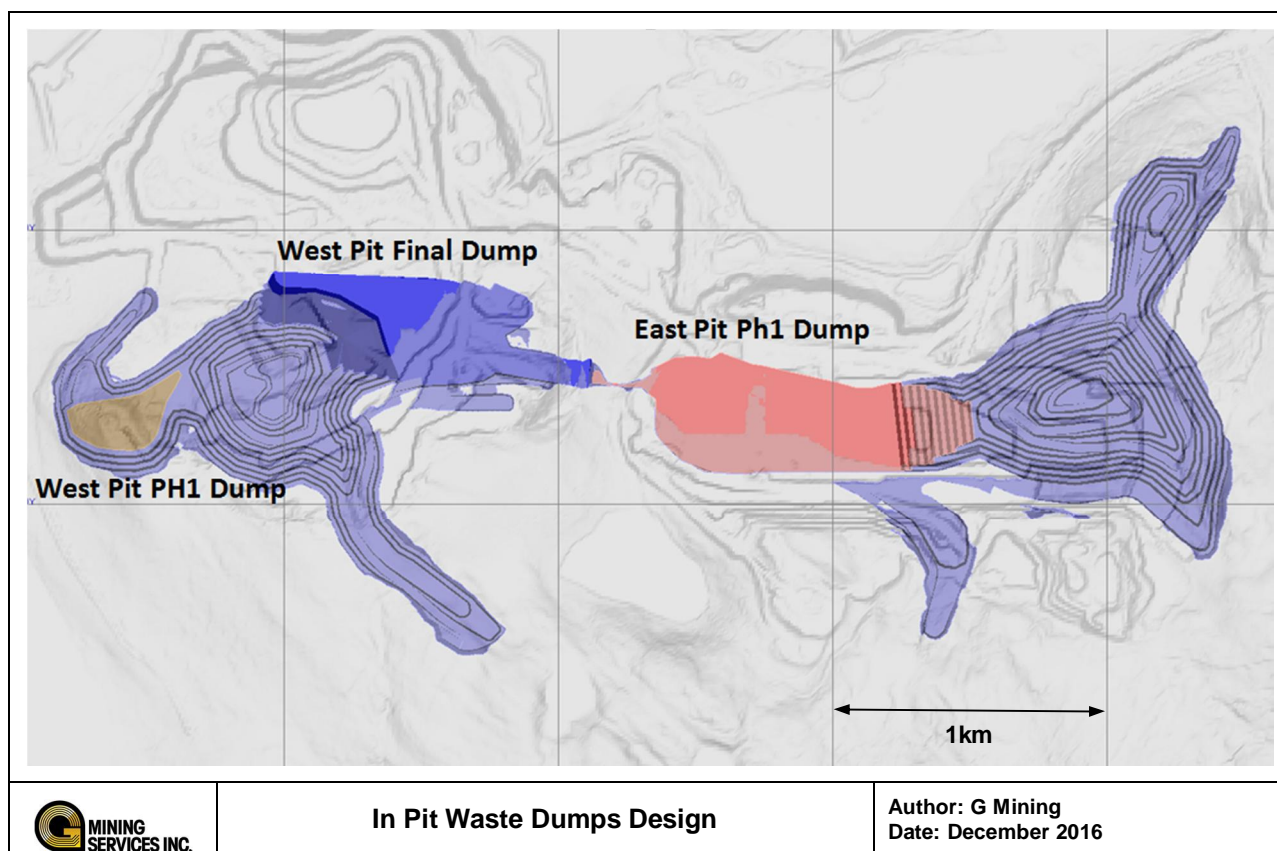 West Pit Final Dump
East Pit Ph1 Dump
West Pit PH1 Dump
1km
G MINING
SERVICES INC.
In Pit Waste Dumps Design
Author: G Mining
Date: December 2016